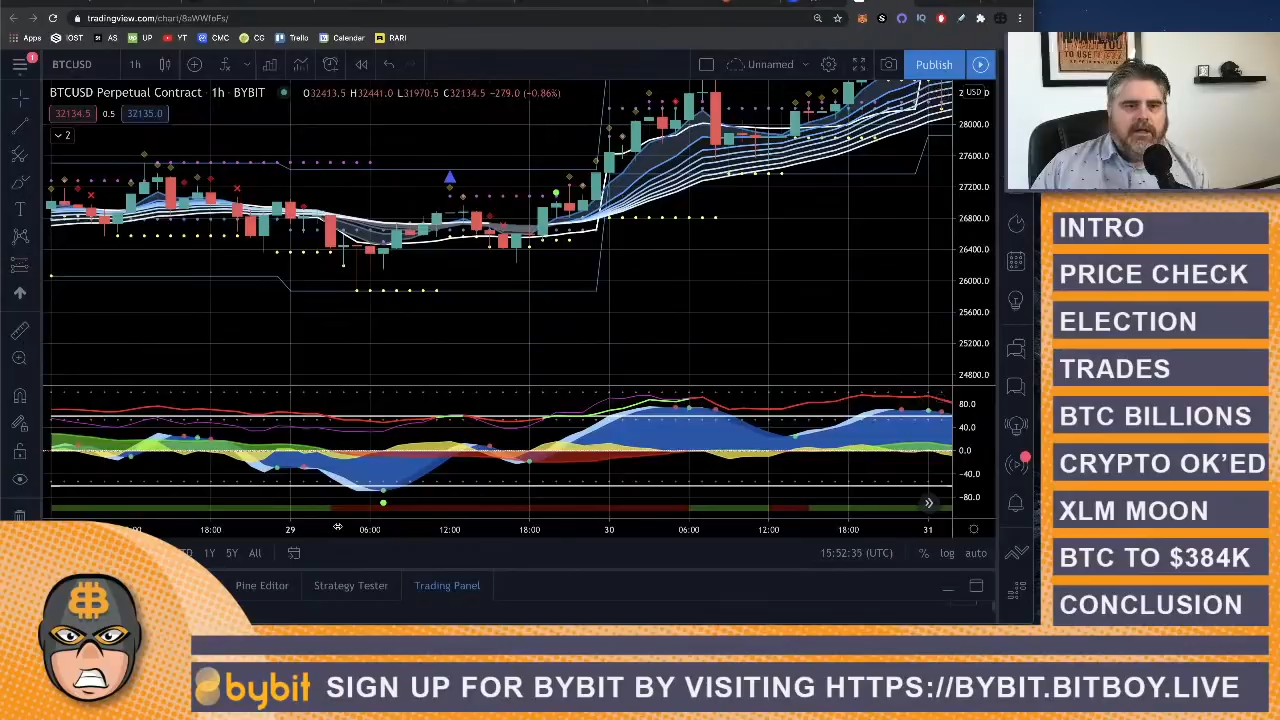 tradingview.com/chart/8aWWfoFs/
Apps IOST AS UP YT CMC CC Trello Calendar RARI
BTCUSD 1h Unnamed Publish
BTCUSD Perpetual Contract · 1h · BYBIT O32413.5 H32441.0 L31970.5 C32134.5 −279.0 (−0.86%)
32134.5 0.5 32135.0
2
USD
28000.0
27600.0
27200.0
26800.0
26400.0
26000.0
25600.0
25200.0
24800.0
80.0
40.0
0.0
-40.0
-80.0
18:00 29 06:00 12:00 18:00 30 06:00 12:00 18:00 31
1Y 5Y All 15:52:35 (UTC) % log auto
Pine Editor Strategy Tester Trading Panel
INTRO
PRICE CHECK
ELECTION
TRADES
BTC BILLIONS
CRYPTO OK'ED
XLM MOON
BTC TO $384K
CONCLUSION
bybit SIGN UP FOR BYBIT BY VISITING HTTPS://BYBIT.BITBOY.LIVE